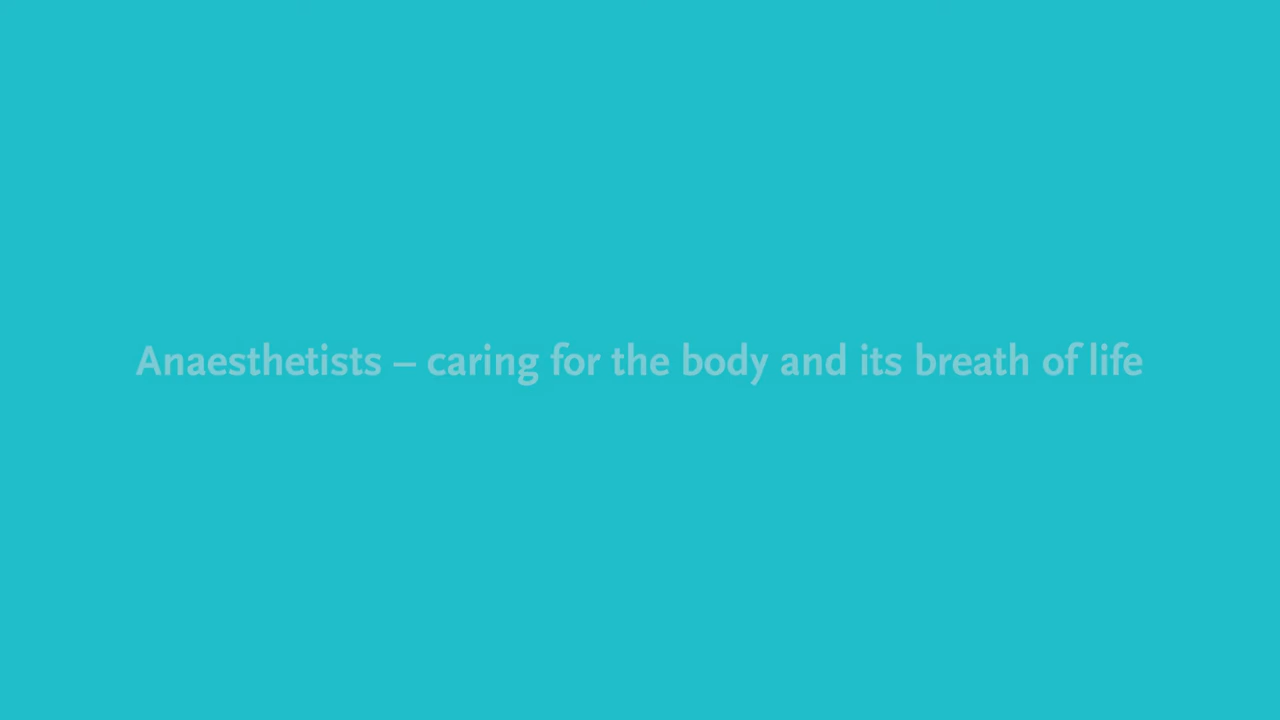 Anaesthetists – caring for the body and its breath of life